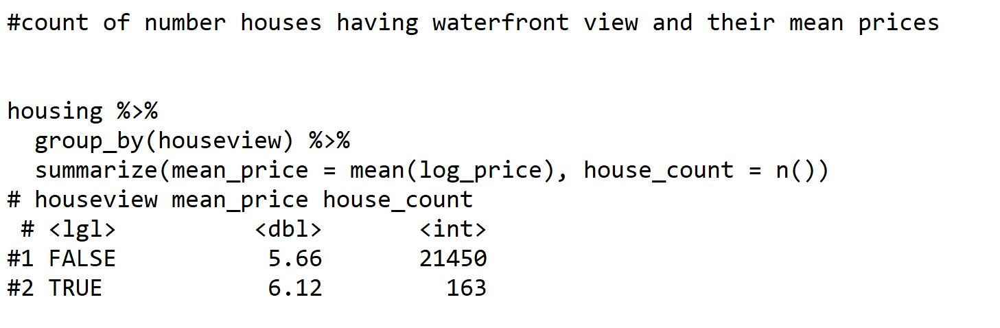 #count of number houses having waterfront view and their mean prices
housing %>%
  group_by(houseview) %>%
  summarize(mean_price = mean(log_price), house_count = n())
# houseview mean_price house_count
 # <lgl>          <dbl>       <int>
#1 FALSE           5.66       21450
#2 TRUE            6.12         163